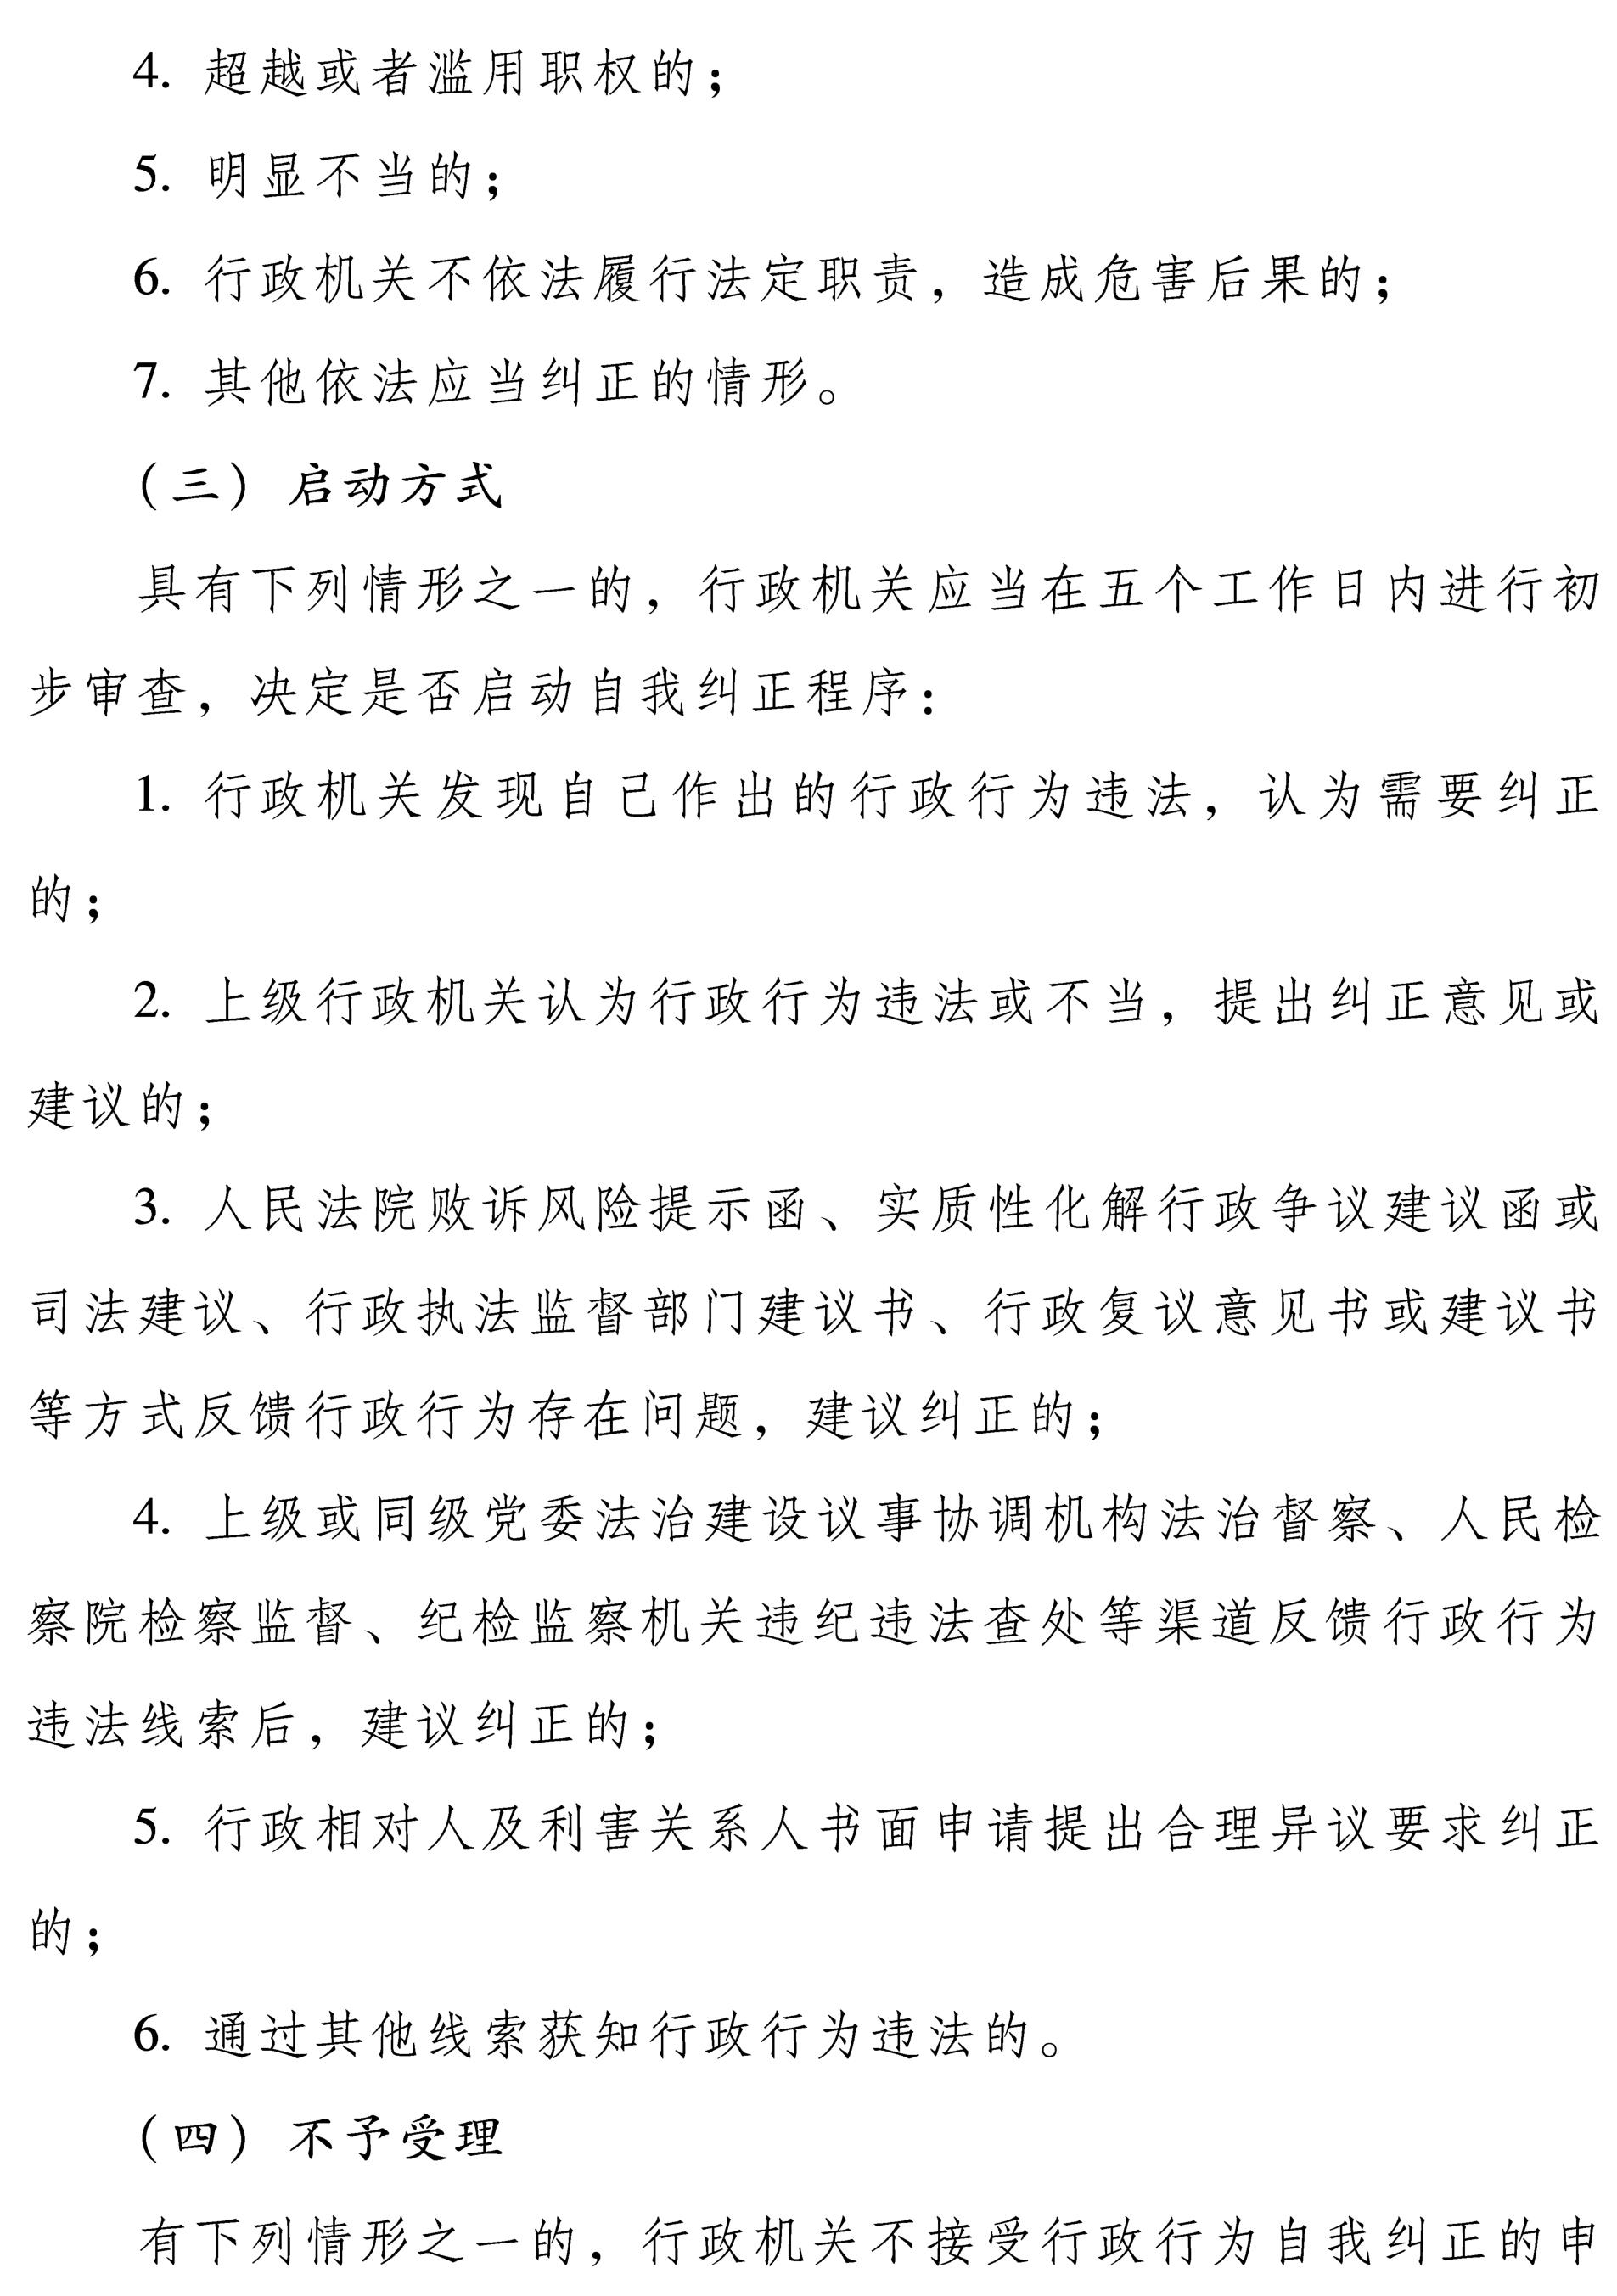 4. 超越或者滥用职权的；
5. 明显不当的；
6. 行政机关不依法履行法定职责，造成危害后果的；
7. 其他依法应当纠正的情形。
（三）启动方式
具有下列情形之一的，行政机关应当在五个工作日内进行初
步审查，决定是否启动自我纠正程序：
1. 行政机关发现自己作出的行政行为违法，认为需要纠正
的；
2. 上级行政机关认为行政行为违法或不当，提出纠正意见或
建议的；
3. 人民法院败诉风险提示函、实质性化解行政争议建议函或
司法建议、行政执法监督部门建议书、行政复议意见书或建议书
等方式反馈行政行为存在问题，建议纠正的；
4. 上级或同级党委法治建设议事协调机构法治督察、人民检
察院检察监督、纪检监察机关违纪违法查处等渠道反馈行政行为
违法线索后，建议纠正的；
5. 行政相对人及利害关系人书面申请提出合理异议要求纠正
的；
6. 通过其他线索获知行政行为违法的。
（四）不予受理
有下列情形之一的，行政机关不接受行政行为自我纠正的申